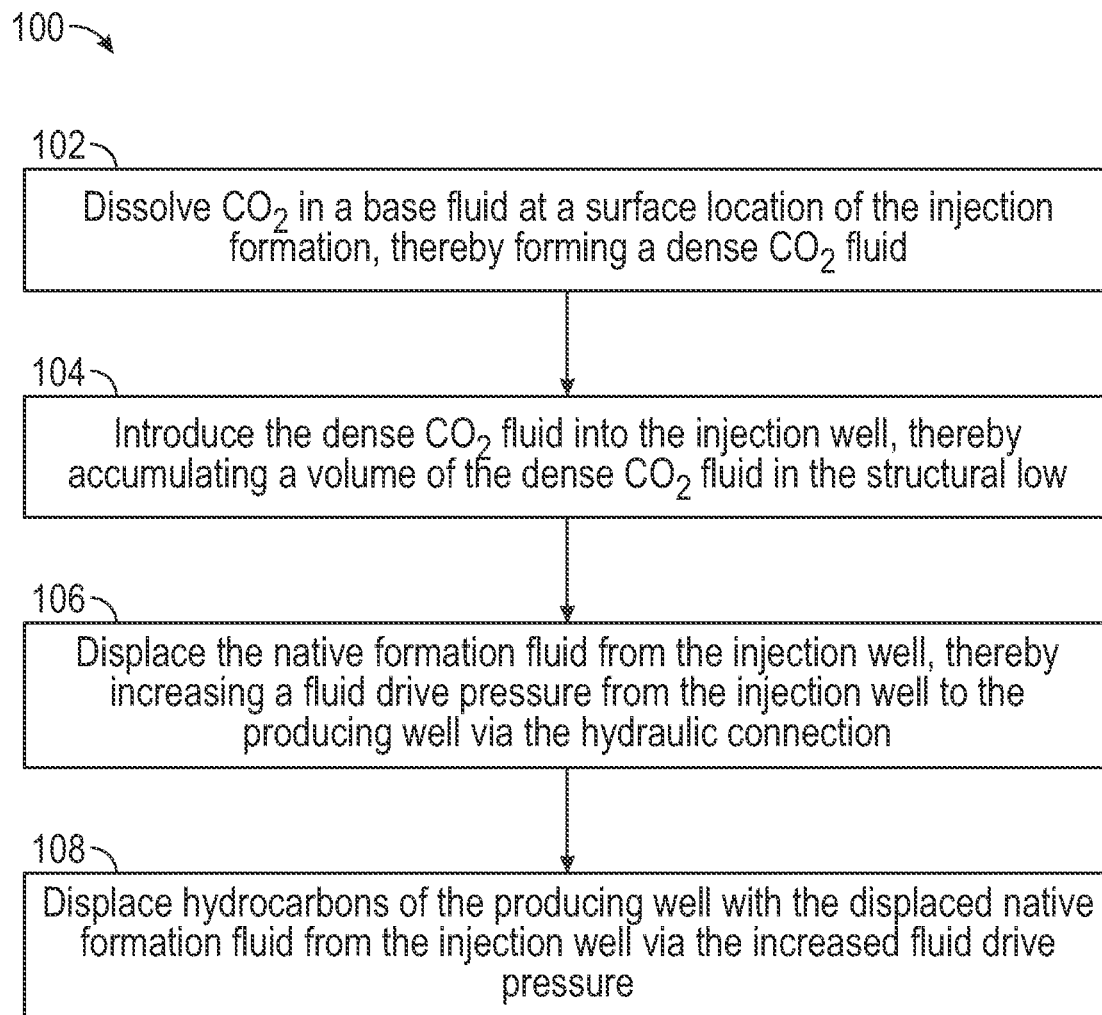 100
102
Dissolve CO2 in a base fluid at a surface location of the injection
formation, thereby forming a dense CO2 fluid
104
Introduce the dense CO2 fluid into the injection well, thereby
accumulating a volume of the dense CO2 fluid in the structural low
106
Displace the native formation fluid from the injection well, thereby
increasing a fluid drive pressure from the injection well to the
producing well via the hydraulic connection
108
Displace hydrocarbons of the producing well with the displaced native
formation fluid from the injection well via the increased fluid drive
pressure